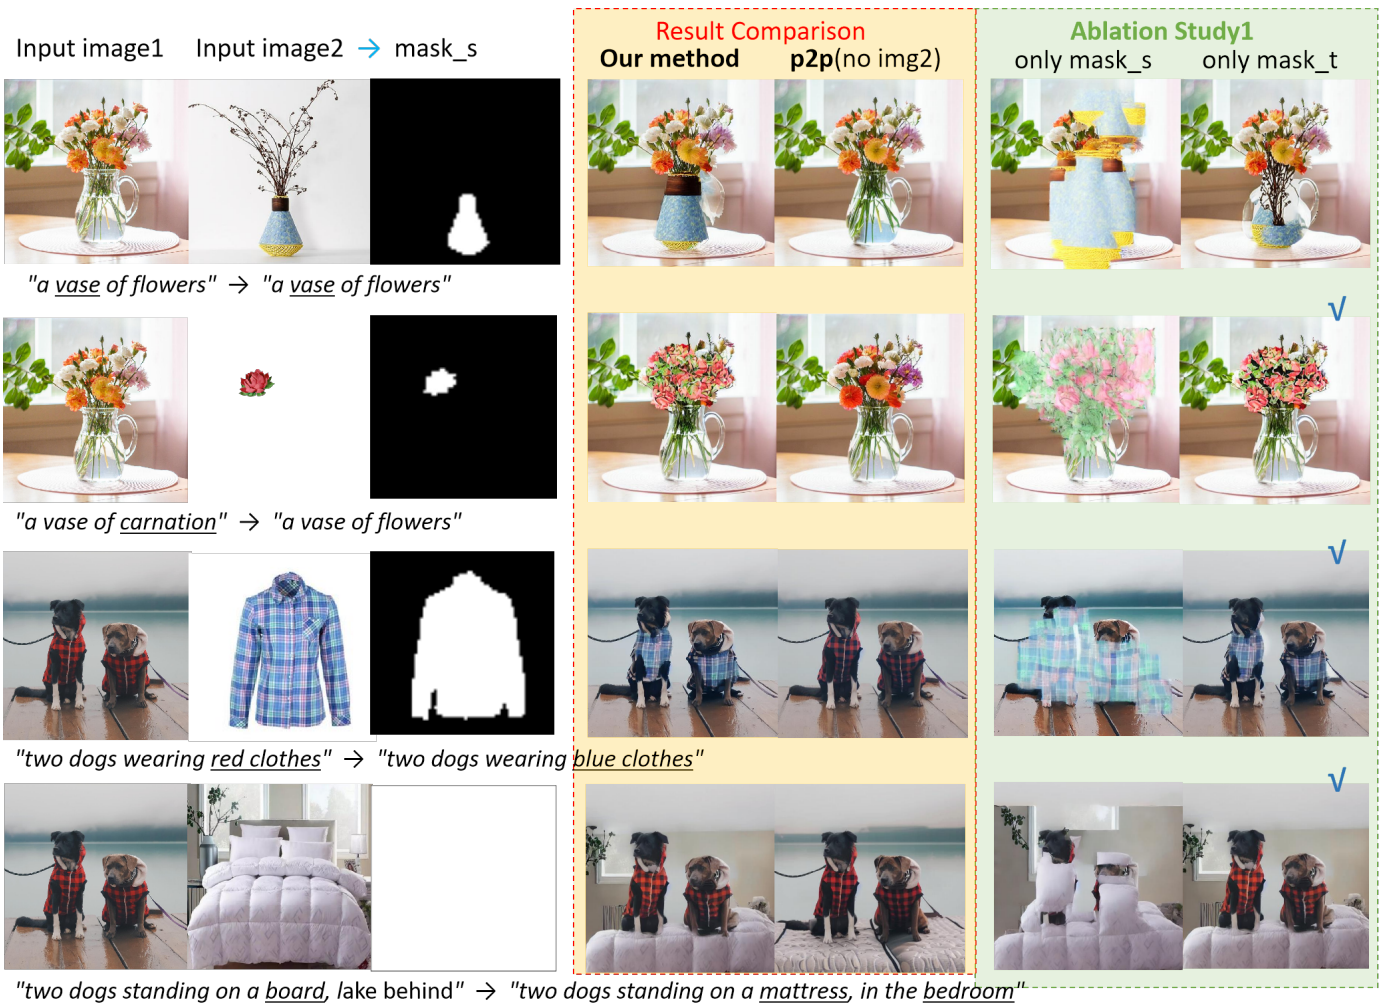 Result Comparison
Ablation Study1
Input image1 Input image2 → mask_s Our method p2p(no img2) only mask_s only mask_t
"a vase of flowers" → "a vase of flowers"
√
"a vase of carnation" → "a vase of flowers"
√
"two dogs wearing red clothes" → "two dogs wearing blue clothes"
√
"two dogs standing on a board, lake behind" → "two dogs standing on a mattress, in the bedroom"